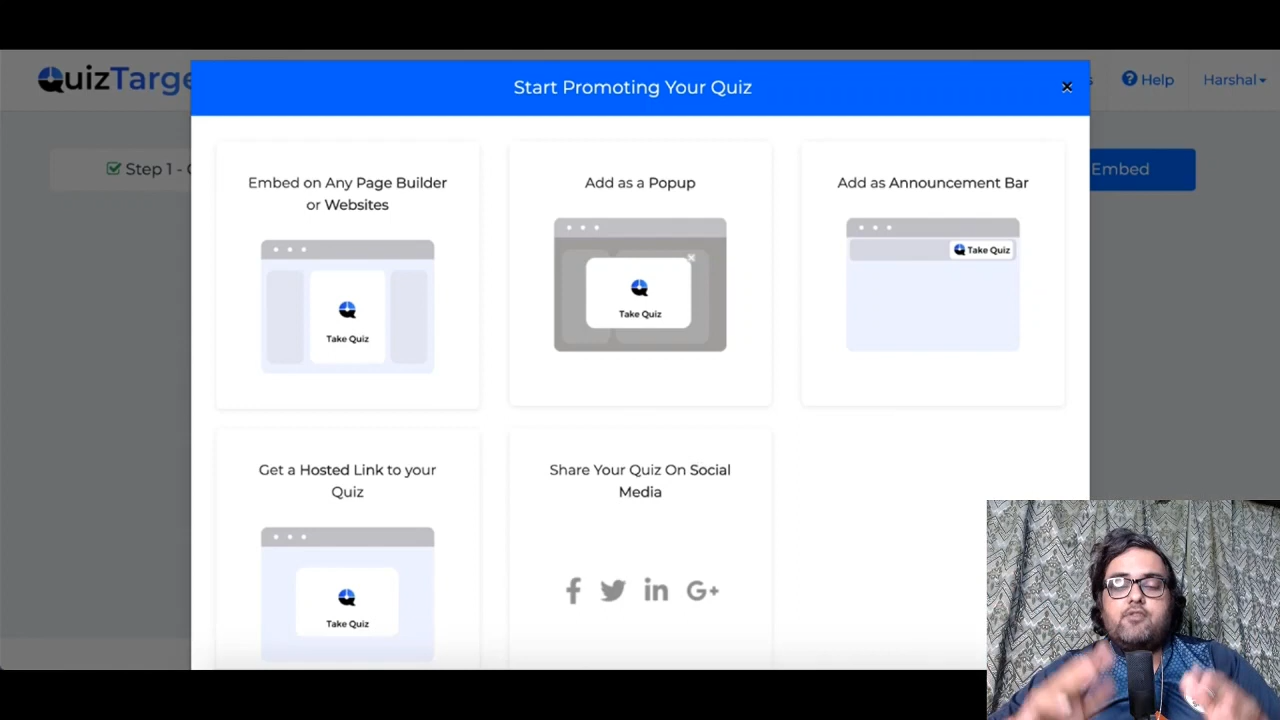 QuizTarge
Start Promoting Your Quiz
×
s
Help
Harshal
Step 1 -
Embed
Embed on Any Page Builder
or Websites
Take Quiz
Add as a Popup
Take Quiz
Add as Announcement Bar
Take Quiz
Get a Hosted Link to your
Quiz
Take Quiz
Share Your Quiz On Social
Media
f
in
G+